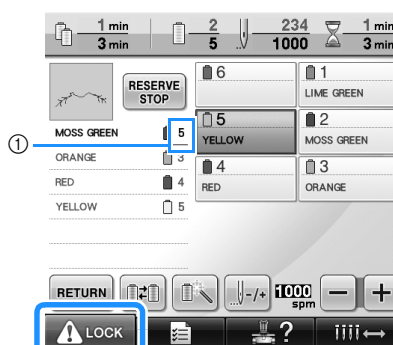 1 min 2 234 1 min
3 min 5 1000 3 min
RESERVE
STOP
6
1
LIME GREEN
5
YELLOW
2
MOSS GREEN
4
RED
3
ORANGE
①
MOSS GREEN 5
ORANGE 3
RED 4
YELLOW 5
RETURN -/+ 1000 spm − +
LOCK ?